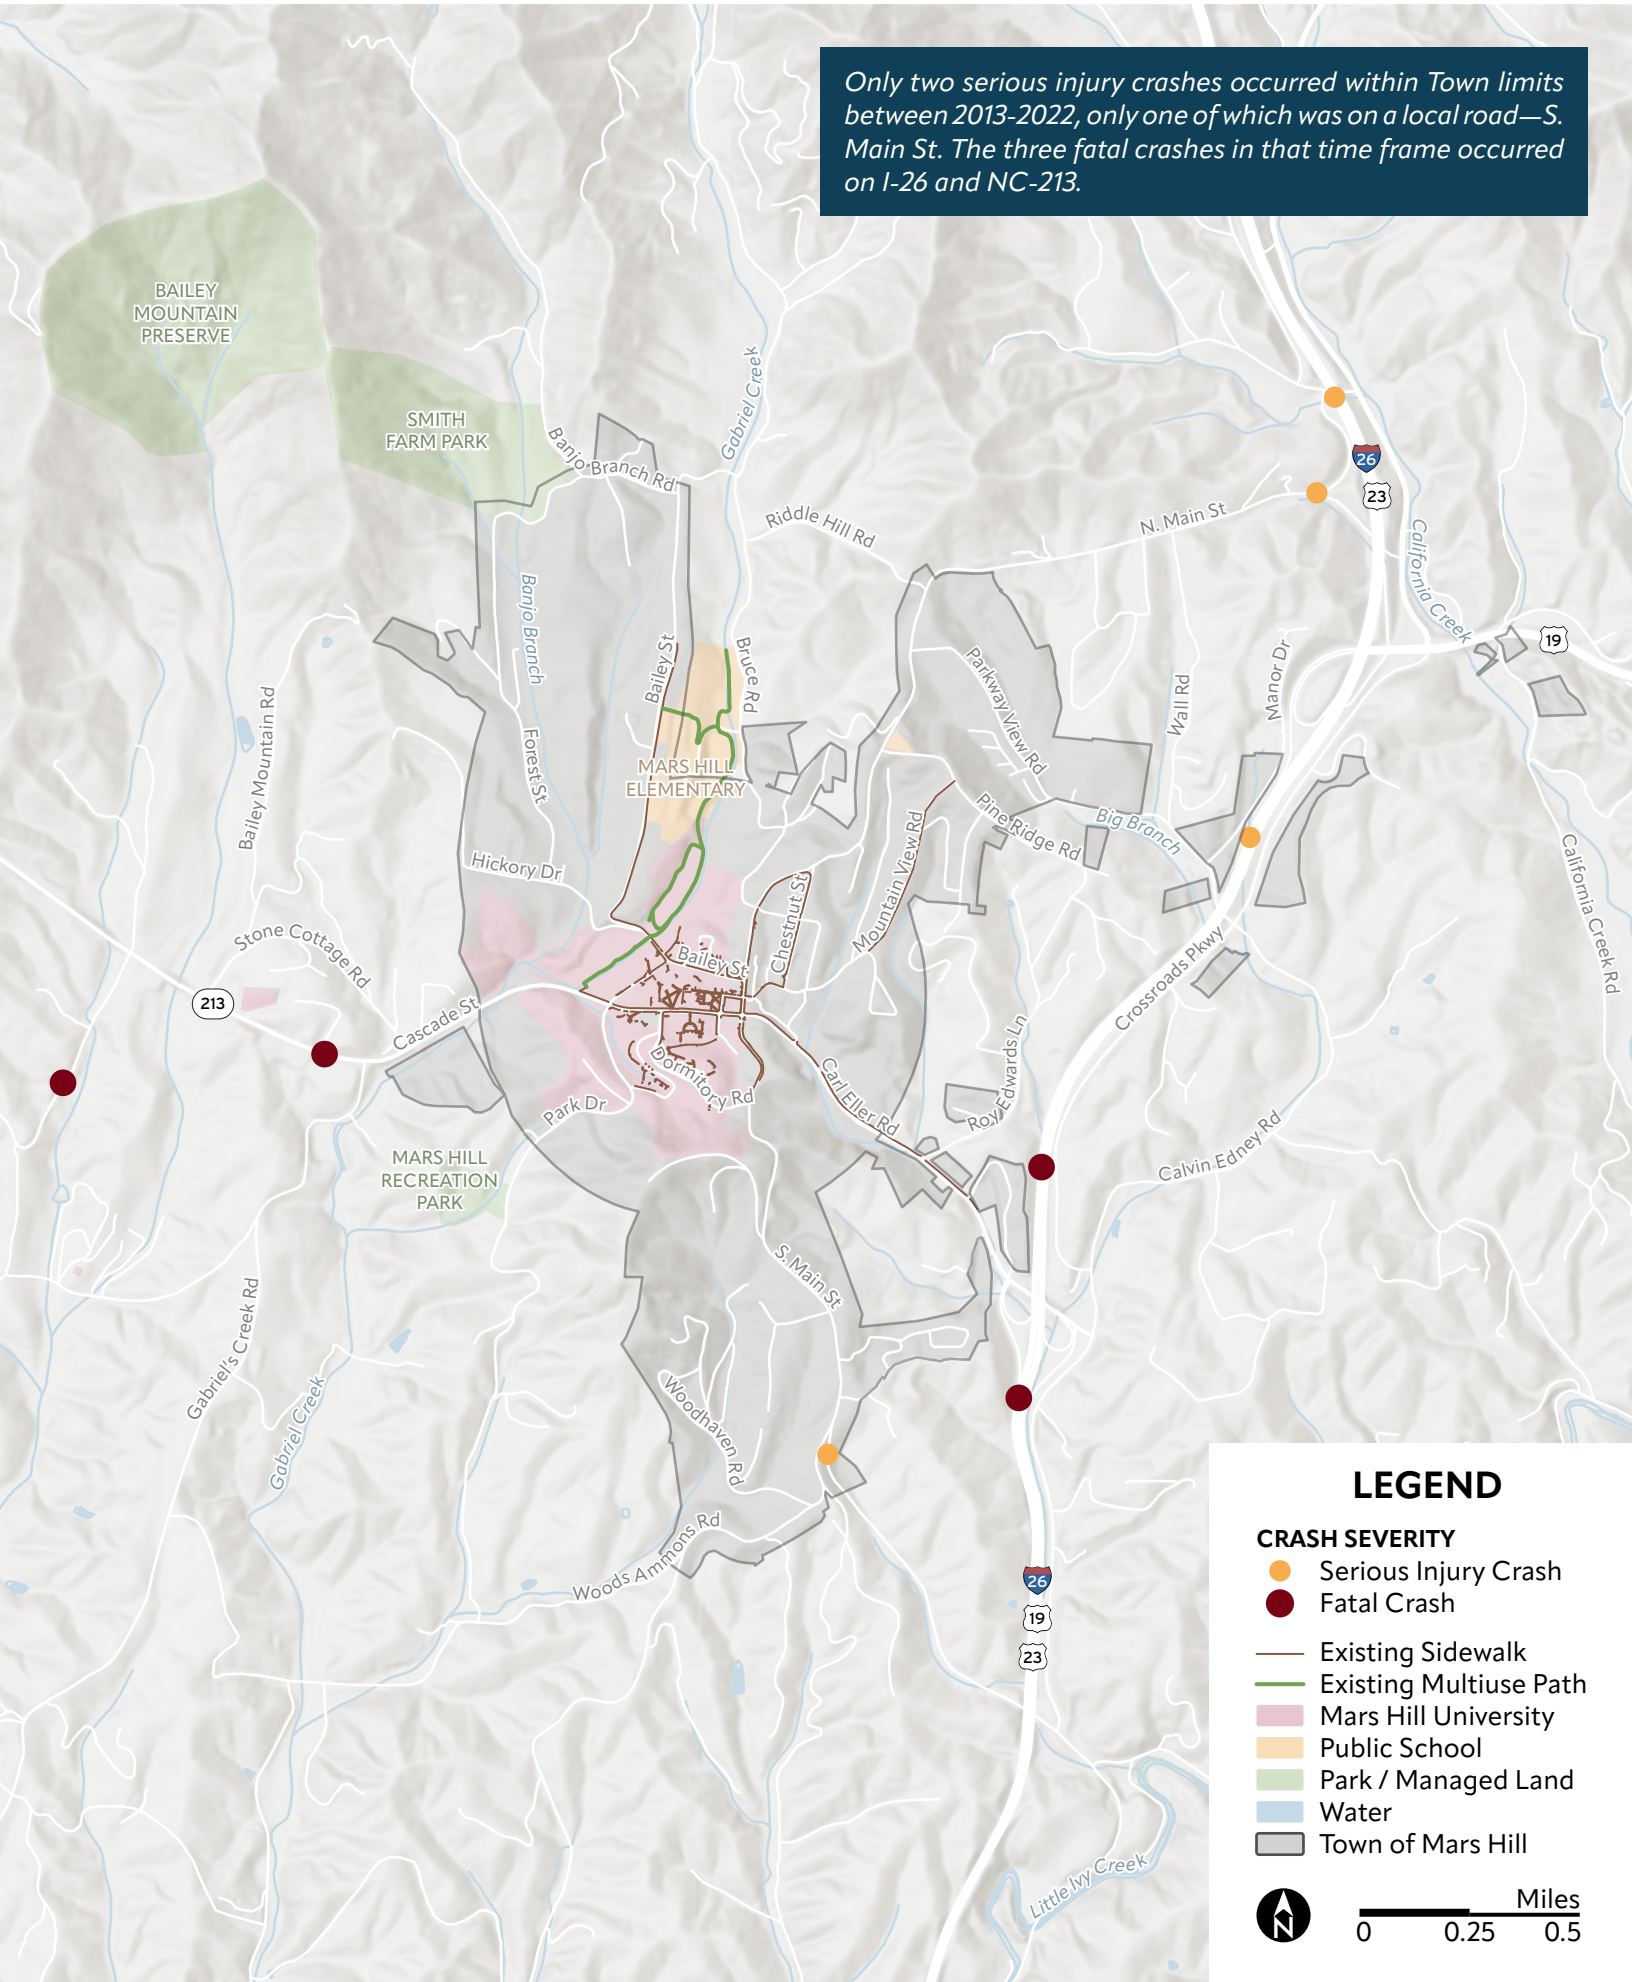 Only two serious injury crashes occurred within Town limits
between 2013-2022, only one of which was on a local road—S.
Main St. The three fatal crashes in that time frame occurred
on I-26 and NC-213.
BAILEY
MOUNTAIN
PRESERVE
SMITH
FARM PARK
Gabriel Creek
Banjo Branch Rd
26
23
N. Main St
Riddle Hill Rd
California Creek
19
Banjo Branch
Bailey St
Bruce Rd
Parkway View Rd
Wall Rd
Manor Dr
Bailey Mountain Rd
Forest St
MARS HILL
ELEMENTARY
Pine Ridge Rd
Big Branch
Mountain View Rd
California Creek Rd
Hickory Dr
Chestnut St
Stone Cottage Rd
Bailey St
Crossroads Pkwy
213
Cascade St
Dormitory Rd
Park Dr
Carl Eller Rd
Roy Edwards Ln
Calvin Edney Rd
MARS HILL
RECREATION
PARK
S. Main St
Gabriel's Creek Rd
Gabriel Creek
Woodhaven Rd
Woods Ammons Rd
26
19
23
Little Ivy Creek
LEGEND
CRASH SEVERITY
Serious Injury Crash
Fatal Crash
Existing Sidewalk
Existing Multiuse Path
Mars Hill University
Public School
Park / Managed Land
Water
Town of Mars Hill
N
Miles
0 0.25 0.5